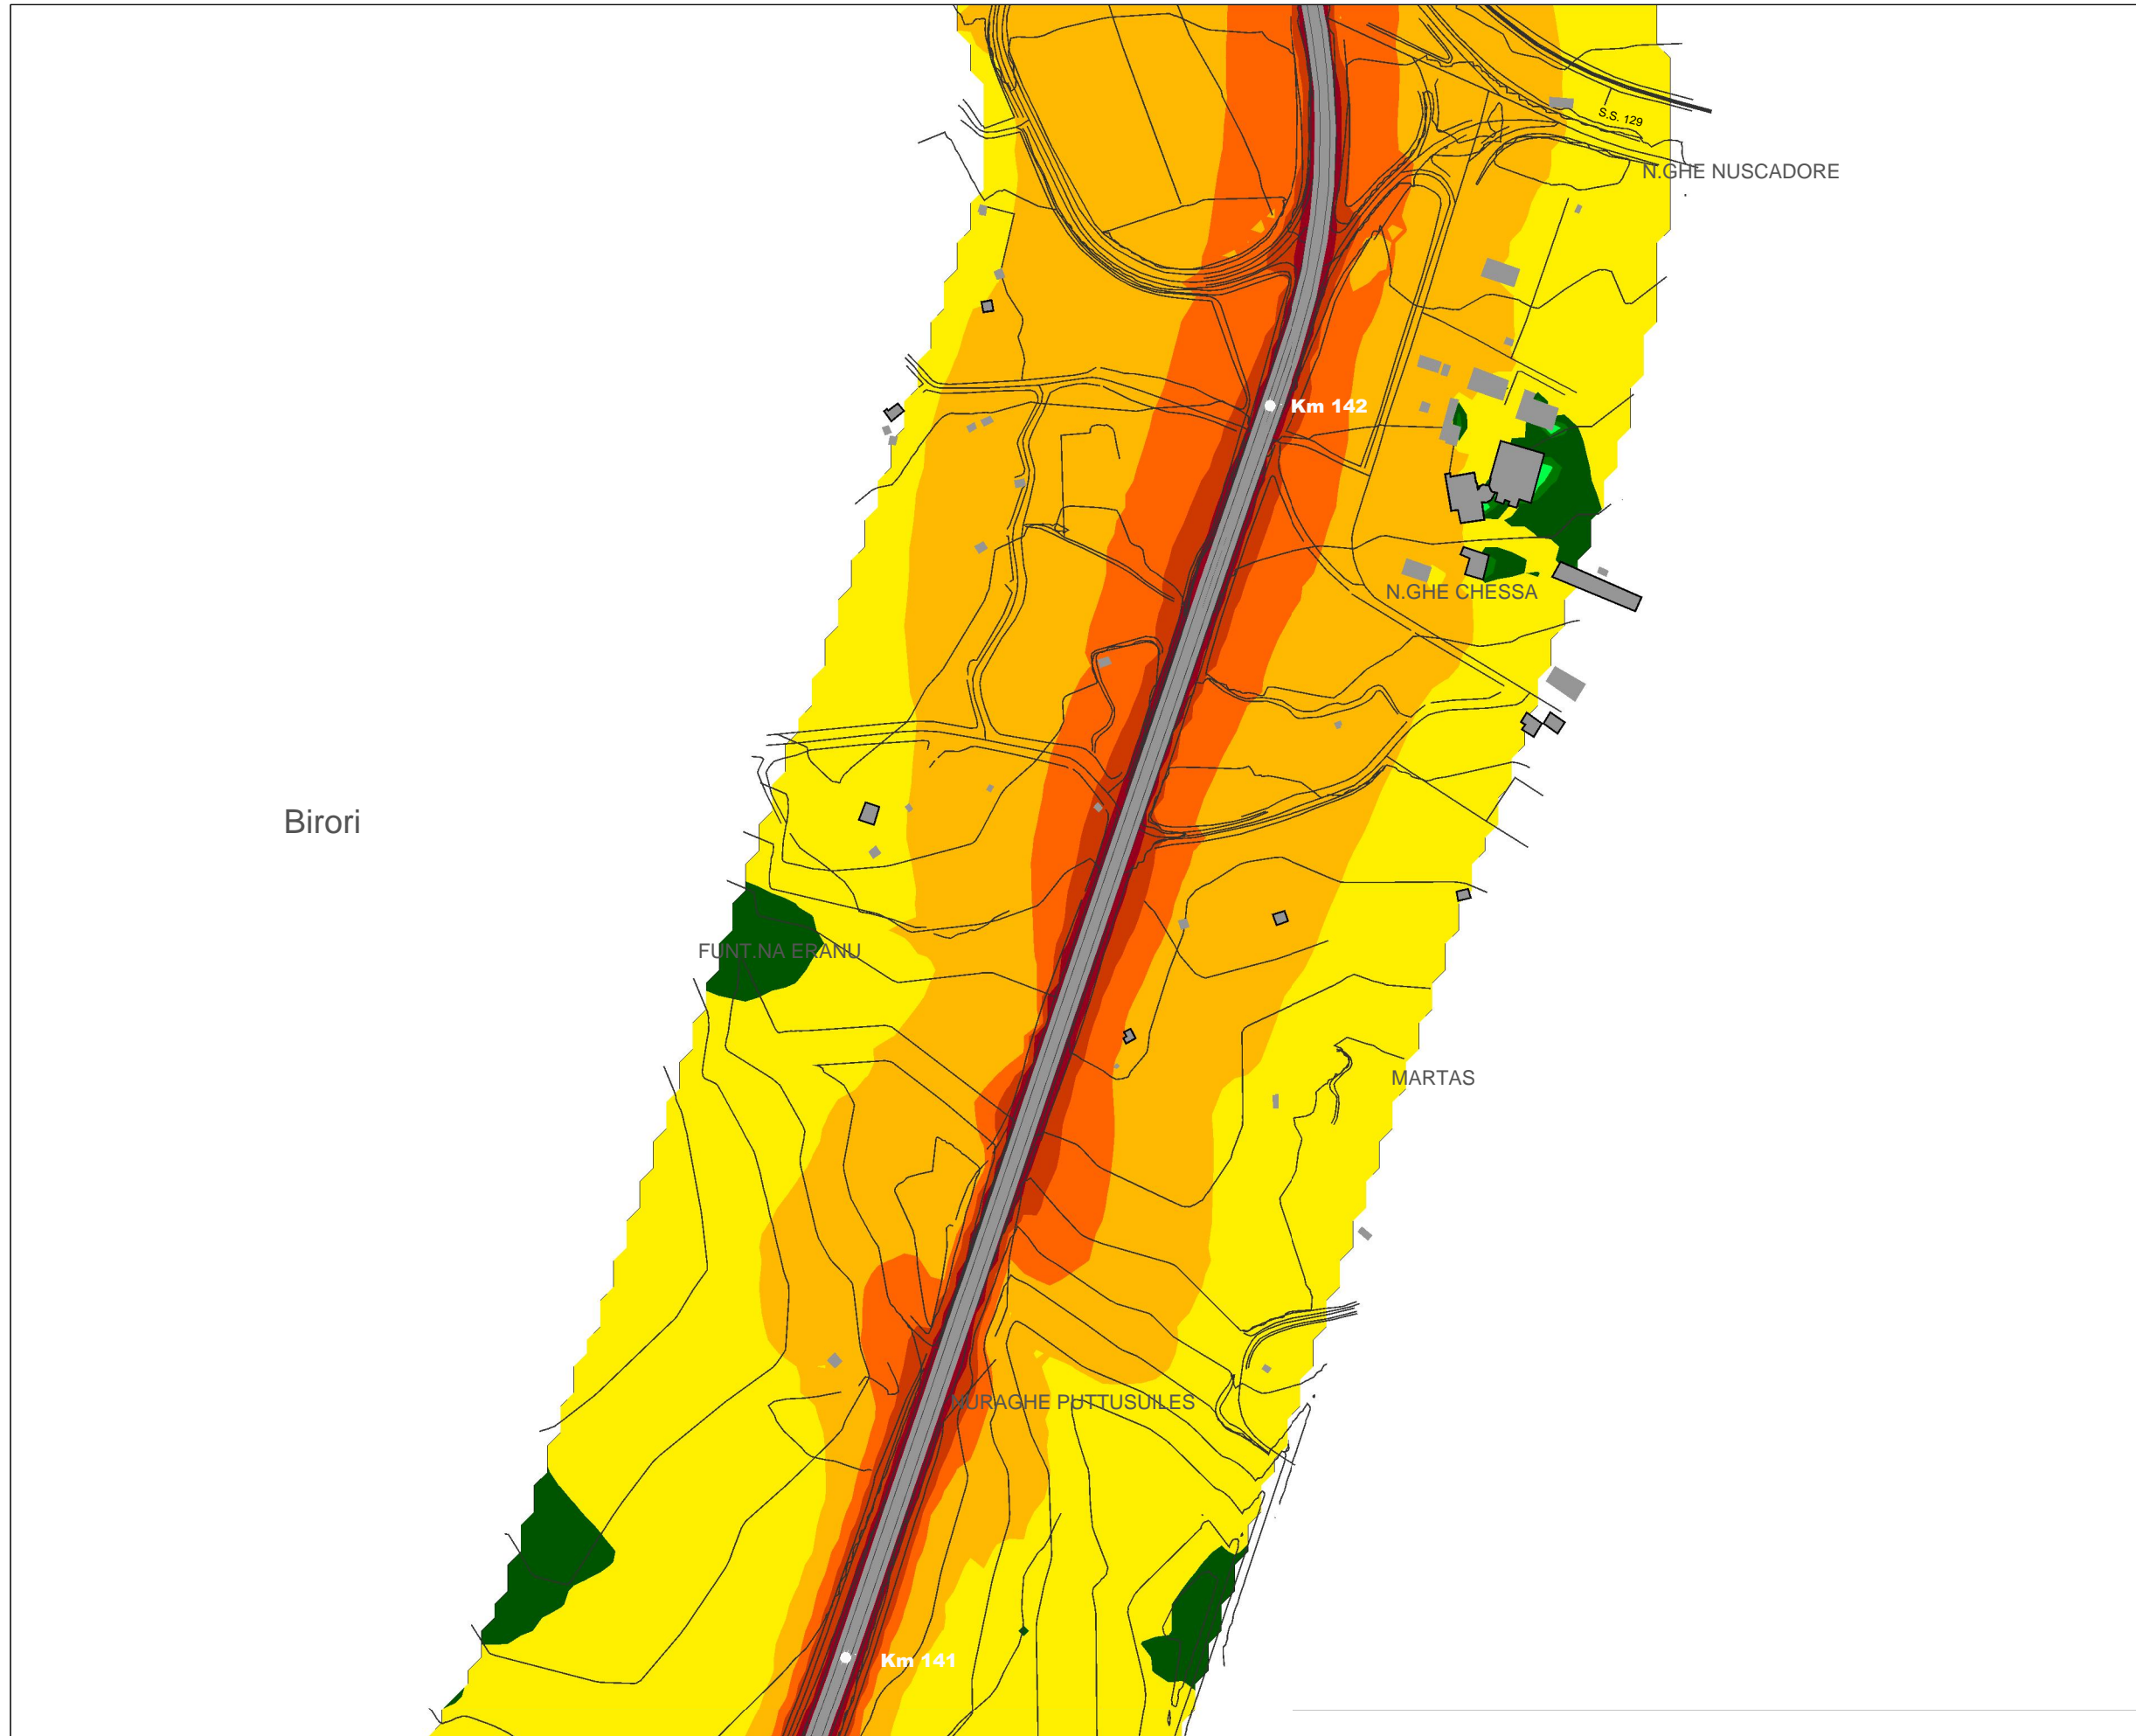 S.S. 129
N.GHE NUSCADORE
Km 142
N.GHE CHESSA
Birori
FUNT.NA ERANU
MARTAS
NURAGHE PUTTUSUILES
Km 141